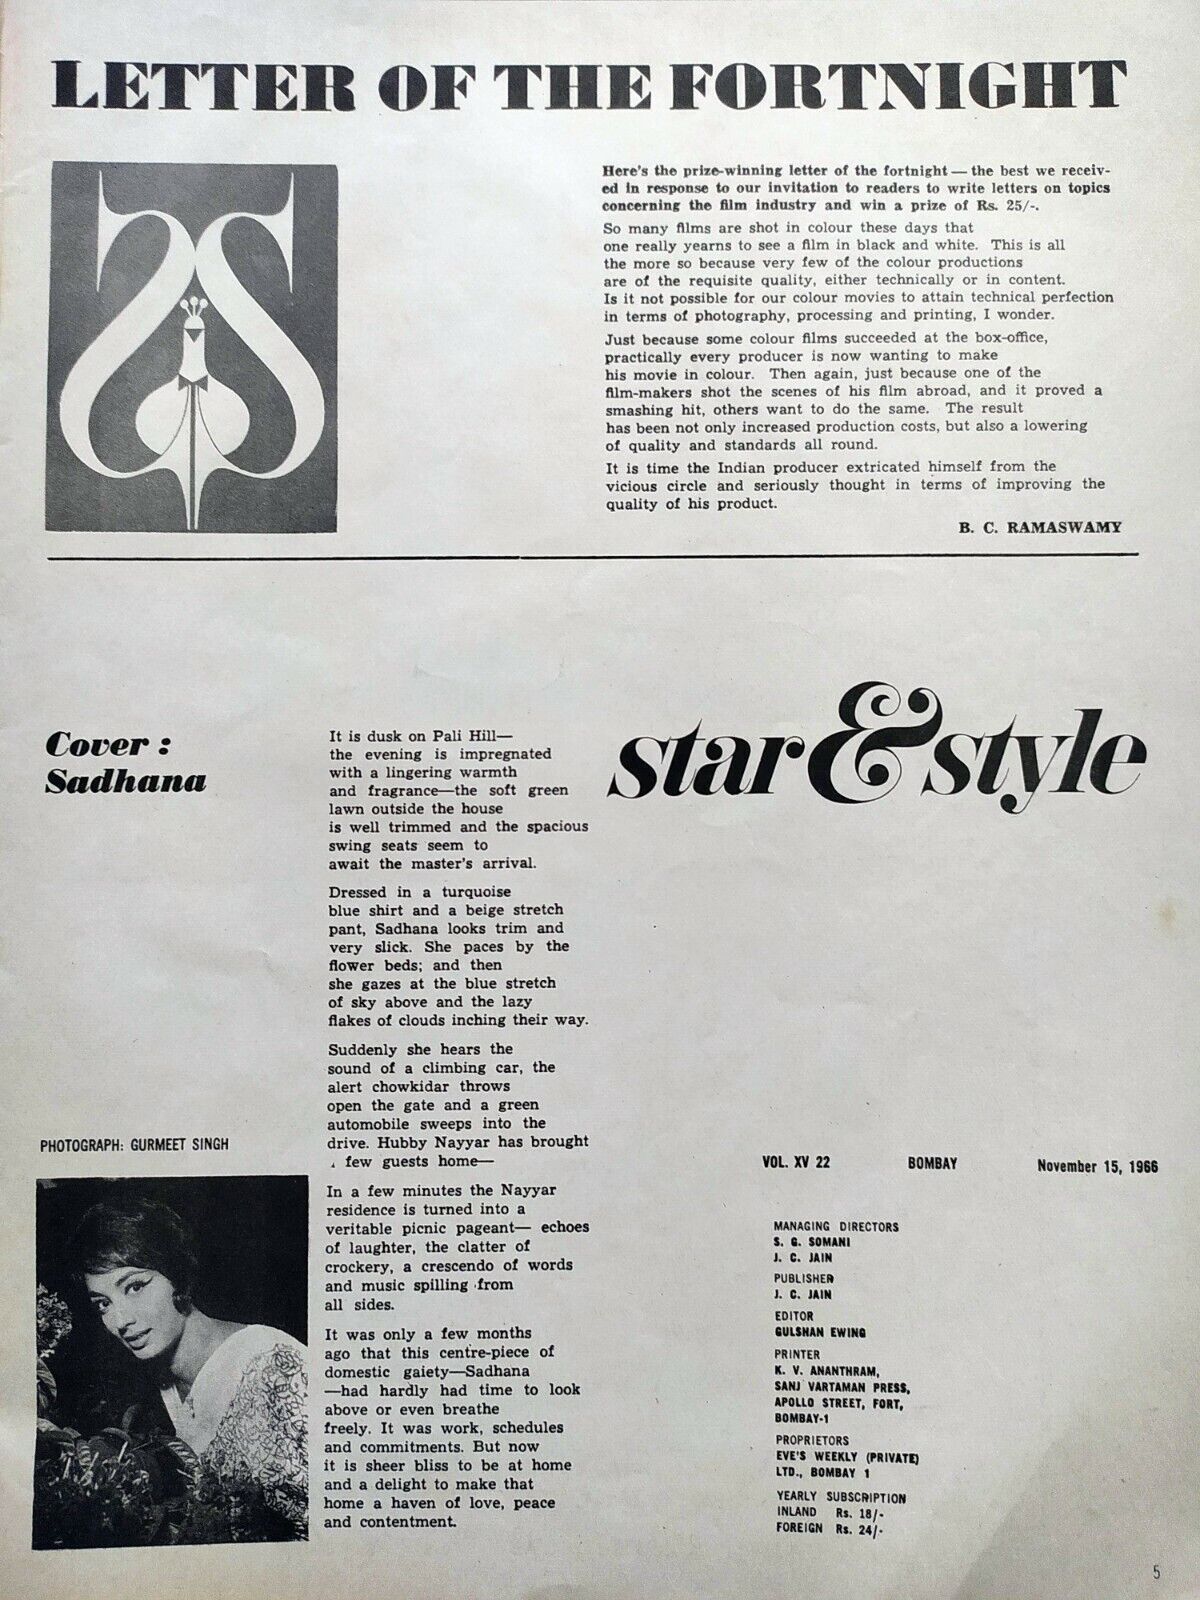 LETTER OF THE FORTNIGHT
Here's the prize-winning letter of the fortnight — the best we receiv-
ed in response to our invitation to readers to write letters on topics
concerning the film industry and win a prize of Rs. 25/-.
So many films are shot in colour these days that
one really yearns to see a film in black and white. This is all
the more so because very few of the colour productions
are of the requisite quality, either technically or in content.
Is it not possible for our colour movies to attain technical perfection
in terms of photography, processing and printing, I wonder.
Just because some colour films succeeded at the box-office,
practically every producer is now wanting to make
his movie in colour. Then again, just because one of the
film-makers shot the scenes of his film abroad, and it proved a
smashing hit, others want to do the same. The result
has been not only increased production costs, but also a lowering
of quality and standards all round.
It is time the Indian producer extricated himself from the
vicious circle and seriously thought in terms of improving the
quality of his product.
B. C. RAMASWAMY
Cover :
Sadhana
PHOTOGRAPH: GURMEET SINGH
It is dusk on Pali Hill—
the evening is impregnated
with a lingering warmth
and fragrance—the soft green
lawn outside the house
is well trimmed and the spacious
swing seats seem to
await the master's arrival.
Dressed in a turquoise
blue shirt and a beige stretch
pant, Sadhana looks trim and
very slick. She paces by the
flower beds; and then
she gazes at the blue stretch
of sky above and the lazy
flakes of clouds inching their way.
Suddenly she hears the
sound of a climbing car, the
alert chowkidar throws
open the gate and a green
automobile sweeps into the
drive. Hubby Nayyar has brought
few guests home—
In a few minutes the Nayyar
residence is turned into a
veritable picnic pageant— echoes
of laughter, the clatter of
crockery, a crescendo of words
and music spilling from
all sides.
It was only a few months
ago that this centre-piece of
domestic gaiety—Sadhana
—had hardly had time to look
above or even breathe
freely. It was work, schedules
and commitments. But now
it is sheer bliss to be at home
and a delight to make that
home a haven of love, peace
and contentment.
star & style
VOL. XV 22 BOMBAY November 15, 1966
MANAGING DIRECTORS
S. G. SOMANI
J. C. JAIN
PUBLISHER
J. C. JAIN
EDITOR
GULSHAN EWING
PRINTER
K. V. ANANTHRAM,
SANJ VARTAMAN PRESS,
APOLLO STREET, FORT,
BOMBAY-1
PROPRIETORS
EVE'S WEEKLY (PRIVATE)
LTD., BOMBAY 1
YEARLY SUBSCRIPTION
INLAND Rs. 18/-
FOREIGN Rs. 24/-
5